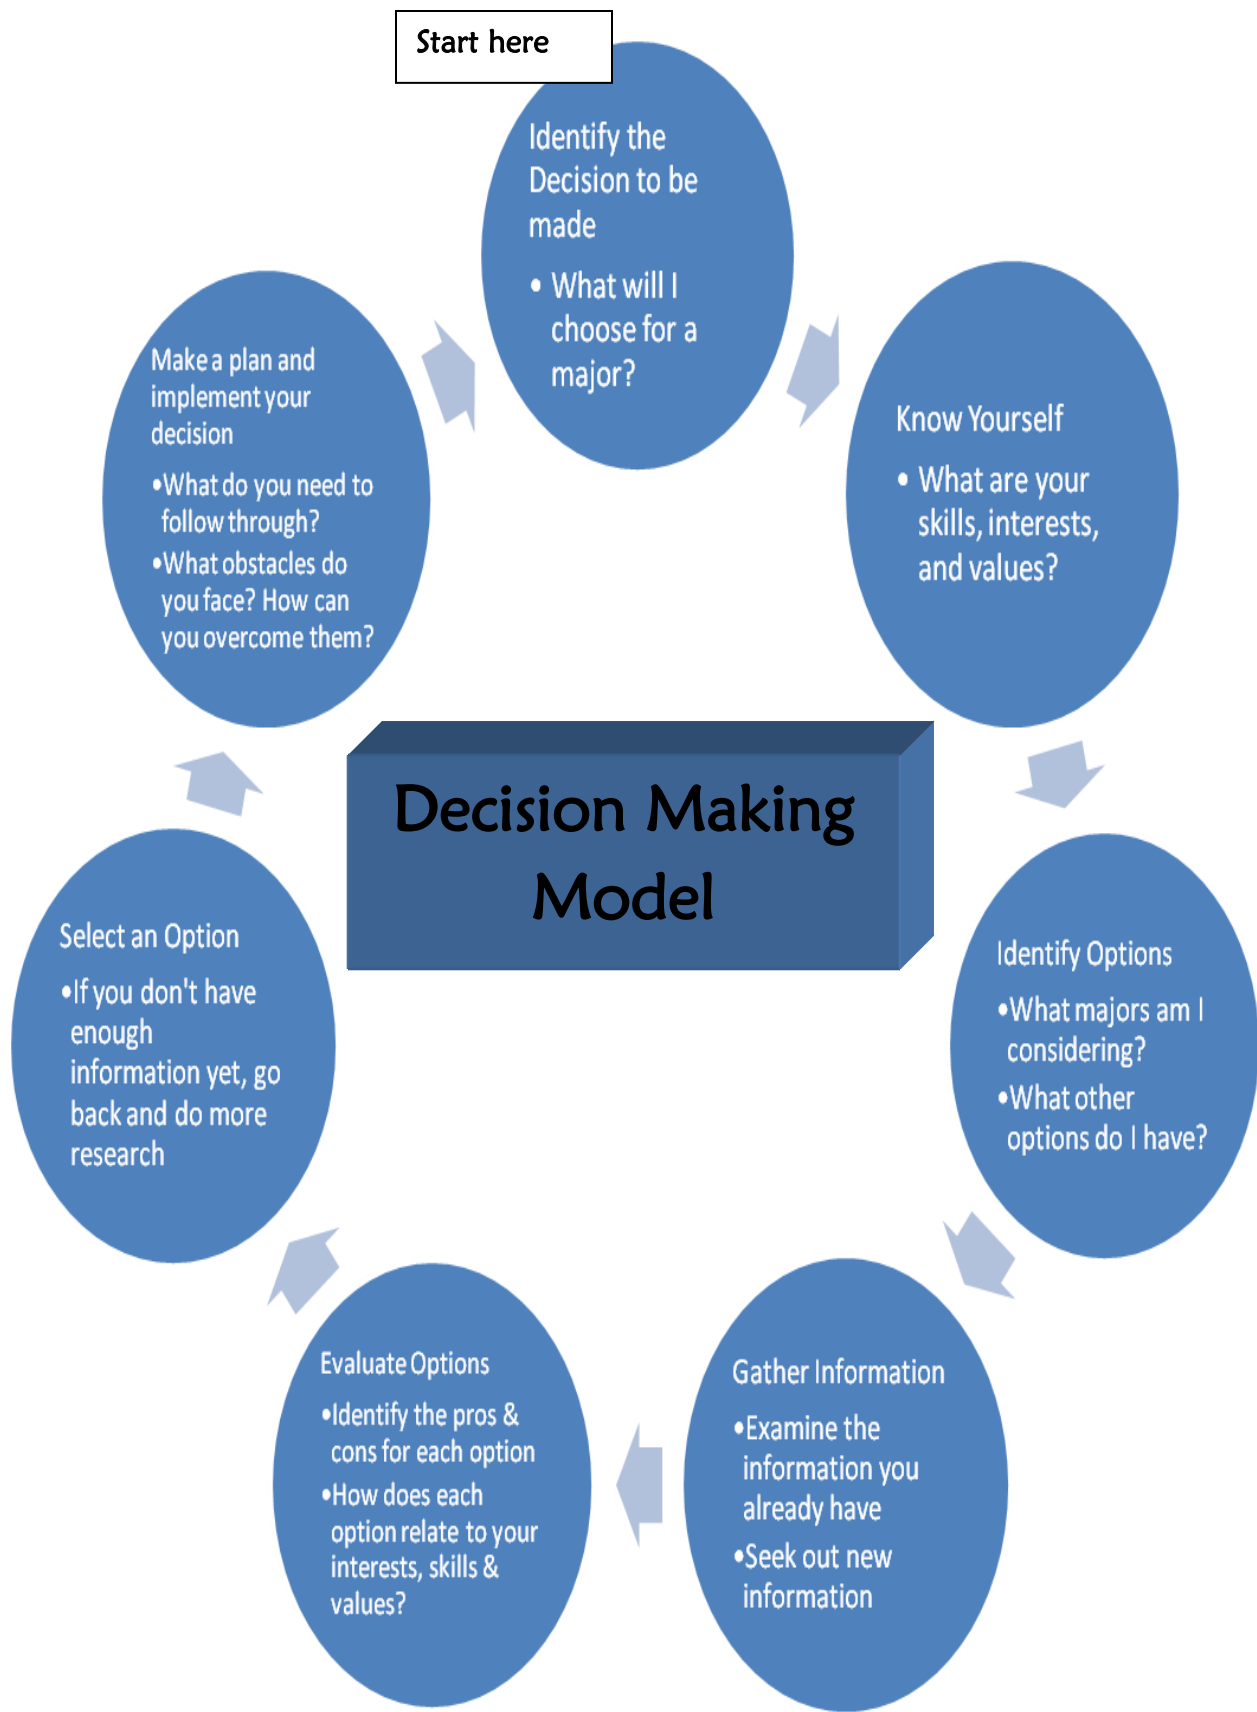 Start here
Identify the
Decision to be
made
• What will I
choose for a
major?
Know Yourself
• What are your
skills, interests,
and values?
Identify Options
•What majors am I
considering?
•What other
options do I have?
Gather Information
•Examine the
information you
already have
•Seek out new
information
Evaluate Options
•Identify the pros &
cons for each option
•How does each
option relate to your
interests, skills &
values?
Select an Option
•If you don't have
enough
information yet, go
back and do more
research
Make a plan and
implement your
decision
•What do you need to
follow through?
•What obstacles do
you face? How can
you overcome them?
Decision Making
Model